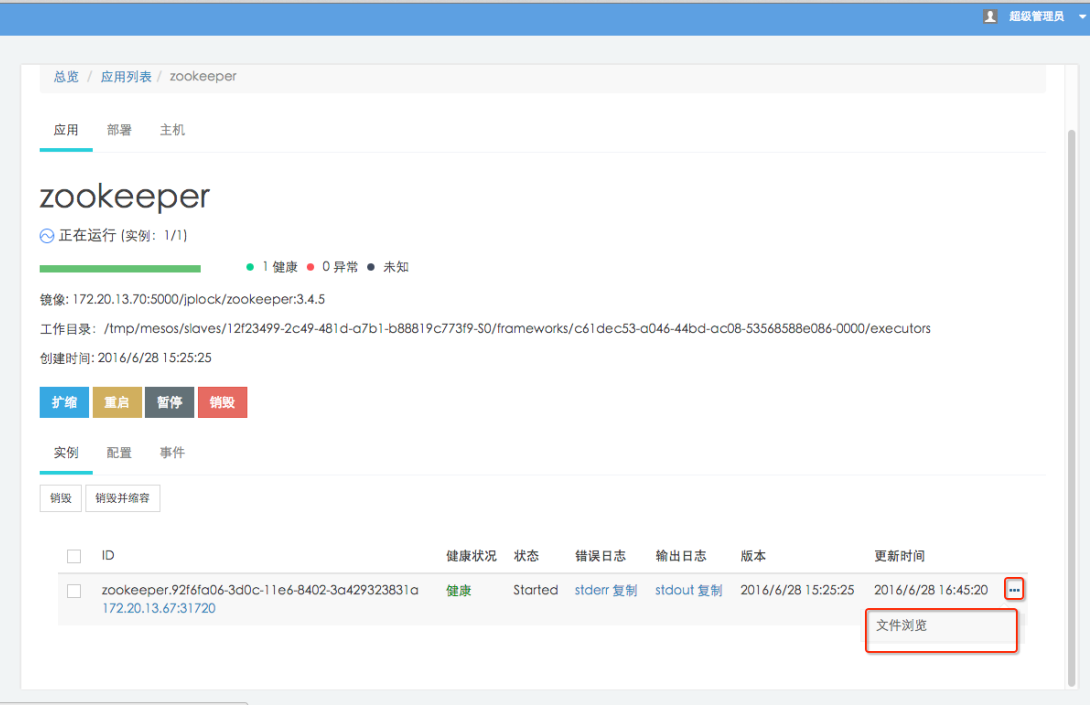 超级管理员
总览 / 应用列表 / zookeeper
应用 部署 主机
zookeeper
正在运行 (实例：1/1)
1 健康 0 异常 未知
镜像: 172.20.13.70:5000/jplock/zookeeper:3.4.5
工作目录：/tmp/mesos/slaves/12f23499-2c49-481d-a7b1-b88819c773f9-S0/frameworks/c61dec53-a046-44bd-ac08-53568588e086-0000/executors
创建时间: 2016/6/28 15:25:25
扩缩 重启 暂停 销毁
实例 配置 事件
销毁 销毁并缩容
ID 健康状况 状态 错误日志 输出日志 版本 更新时间
zookeeper.92f6fa06-3d0c-11e6-8402-3a429323831a 健康 Started stderr 复制 stdout 复制 2016/6/28 15:25:25 2016/6/28 16:45:20 ...
172.20.13.67:31720
文件浏览